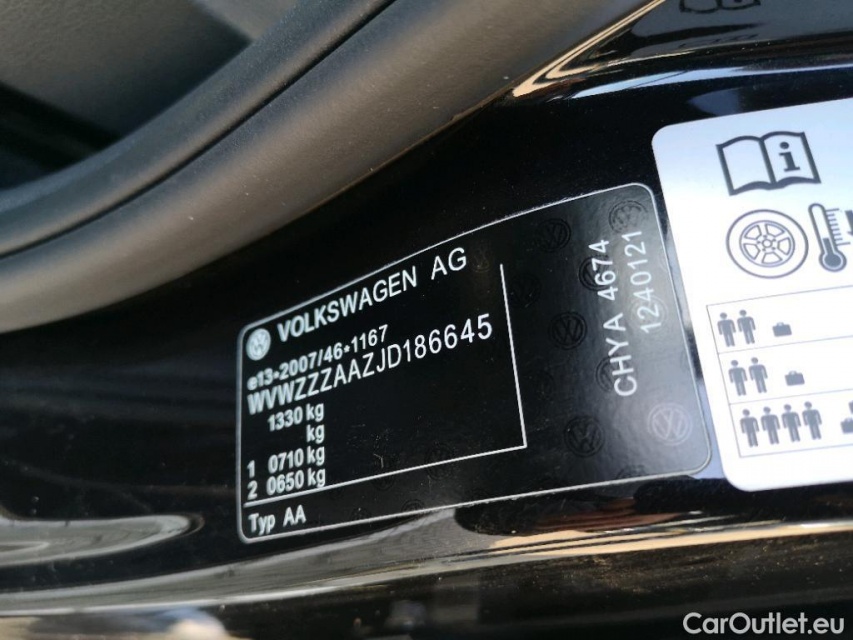 VOLKSWAGEN AG
e13*2007/46*1167
WVWZZZAAZJD186645
1330 kg
kg
1 0710 kg
2 0650 kg
Typ AA
CHYA 4674
1240121
i
CarOutlet.eu